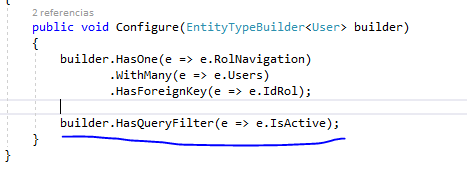 {
2 referencias
public void Configure(EntityTypeBuilder<User> builder)
{
builder.HasOne(e => e.RolNavigation)
.WithMany(e => e.Users)
.HasForeignKey(e => e.IdRol);
builder.HasQueryFilter(e => e.IsActive);
}
}